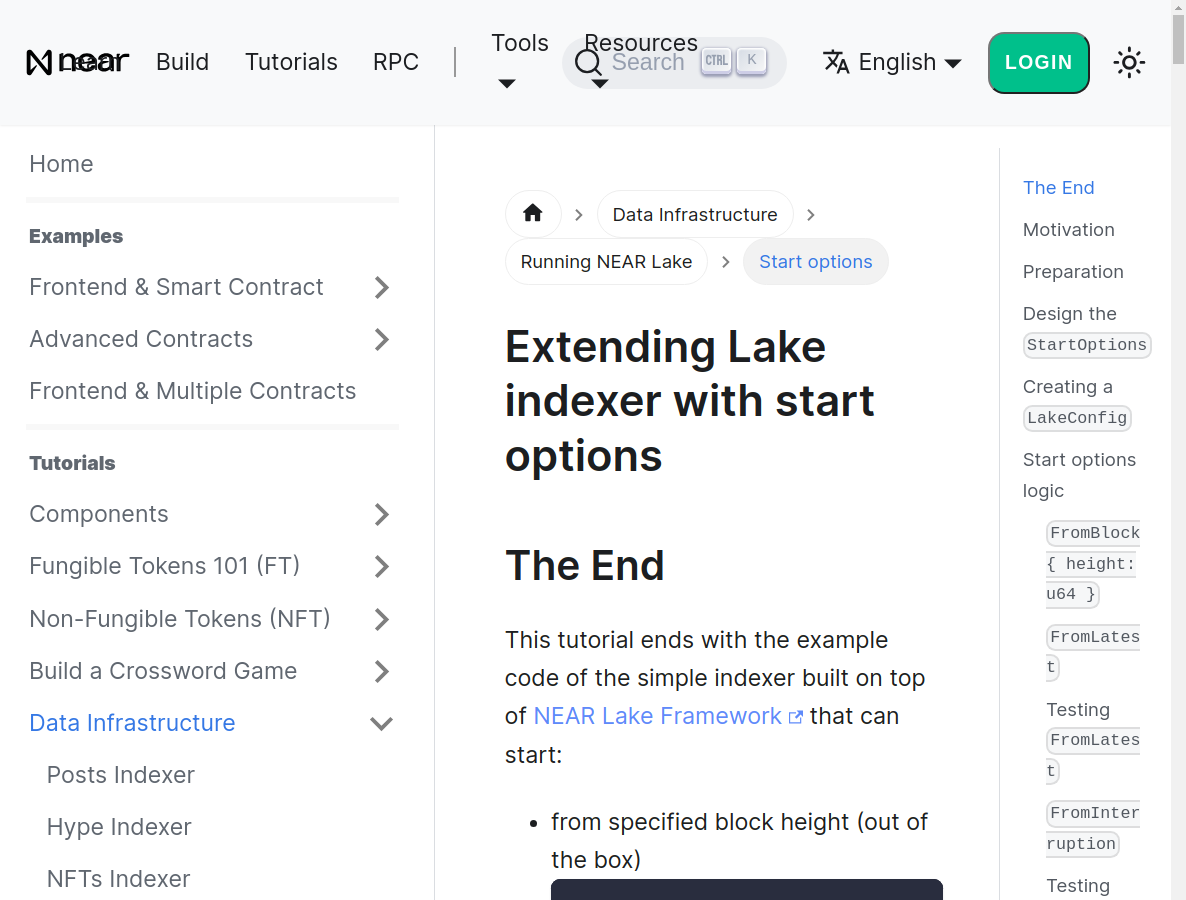 near
Learn
Build
Tutorials
RPC
Tools
Resources
Search
CTRL
K
English
LOGIN
Home
Examples
Frontend & Smart Contract
Advanced Contracts
Frontend & Multiple Contracts
Tutorials
Components
Fungible Tokens 101 (FT)
Non-Fungible Tokens (NFT)
Build a Crossword Game
Data Infrastructure
Posts Indexer
Hype Indexer
NFTs Indexer
Data Infrastructure
Running NEAR Lake
Start options
Extending Lake
indexer with start
options
The End
This tutorial ends with the example
code of the simple indexer built on top
of NEAR Lake Framework that can
start:
• from specified block height (out of
the box)
The End
Motivation
Preparation
Design the
StartOptions
Creating a
LakeConfig
Start options
logic
FromBlock
{ height:
u64 }
FromLates
t
Testing
FromLates
t
FromInter
ruption
Testing